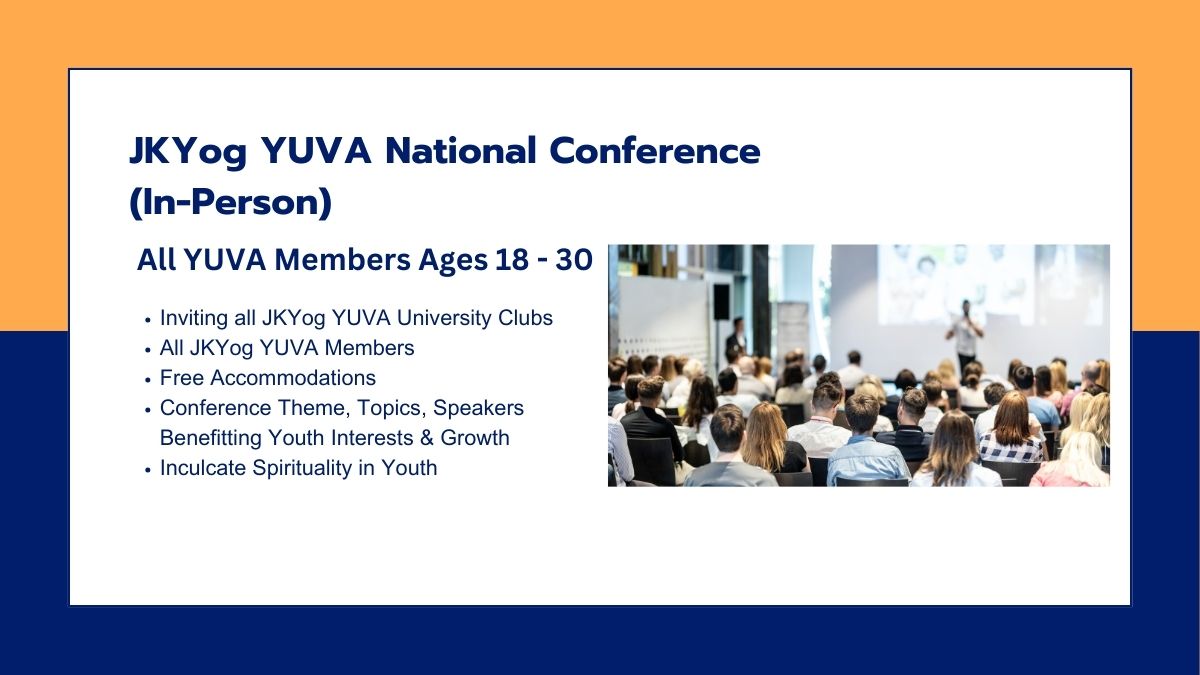 JKYog YUVA National Conference
(In-Person)
All YUVA Members Ages 18 - 30
• Inviting all JKYog YUVA University Clubs
• All JKYog YUVA Members
• Free Accommodations
• Conference Theme, Topics, Speakers
Benefitting Youth Interests & Growth
• Inculcate Spirituality in Youth